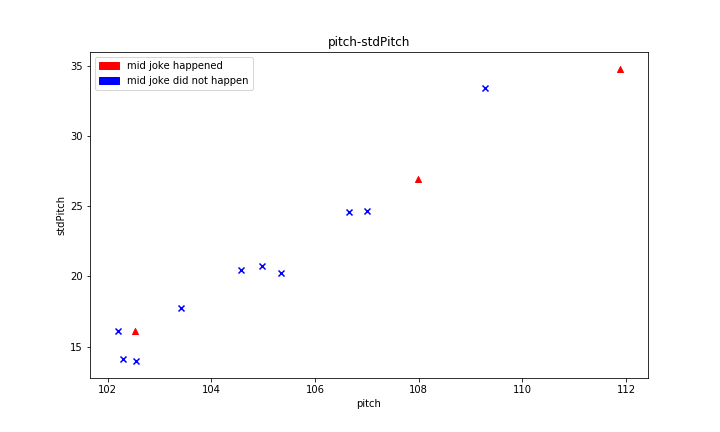 pitch-stdPitch
mid joke happened
mid joke did not happen
35
30
25
20
15
stdPitch
102 104 106 108 110 112
pitch